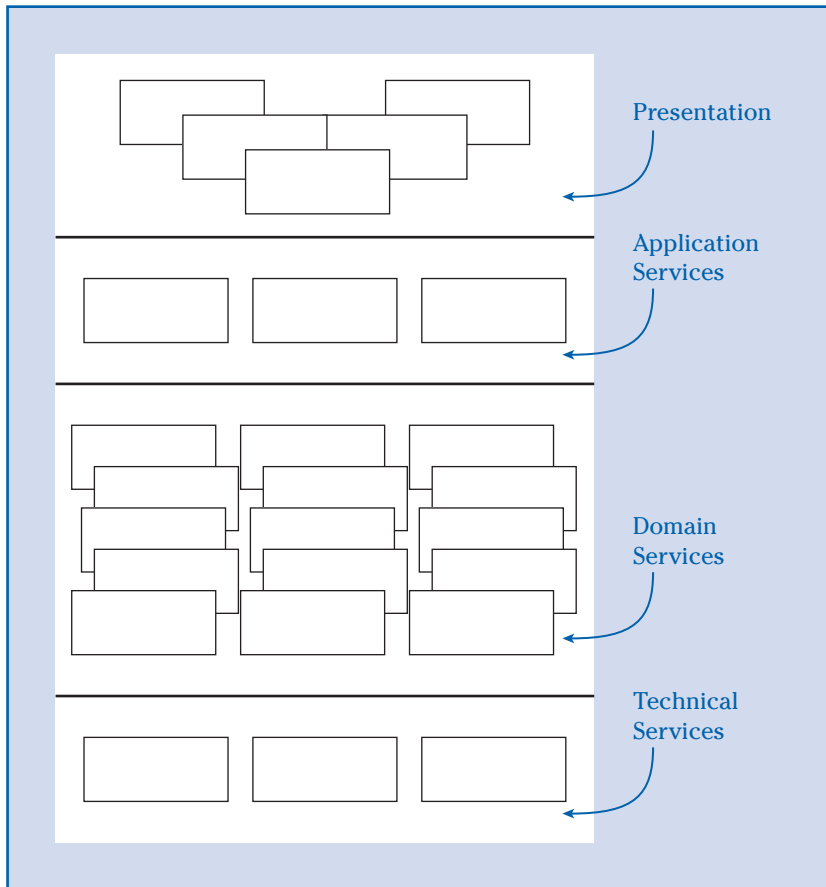 Presentation
Application
Services
Domain
Services
Technical
Services